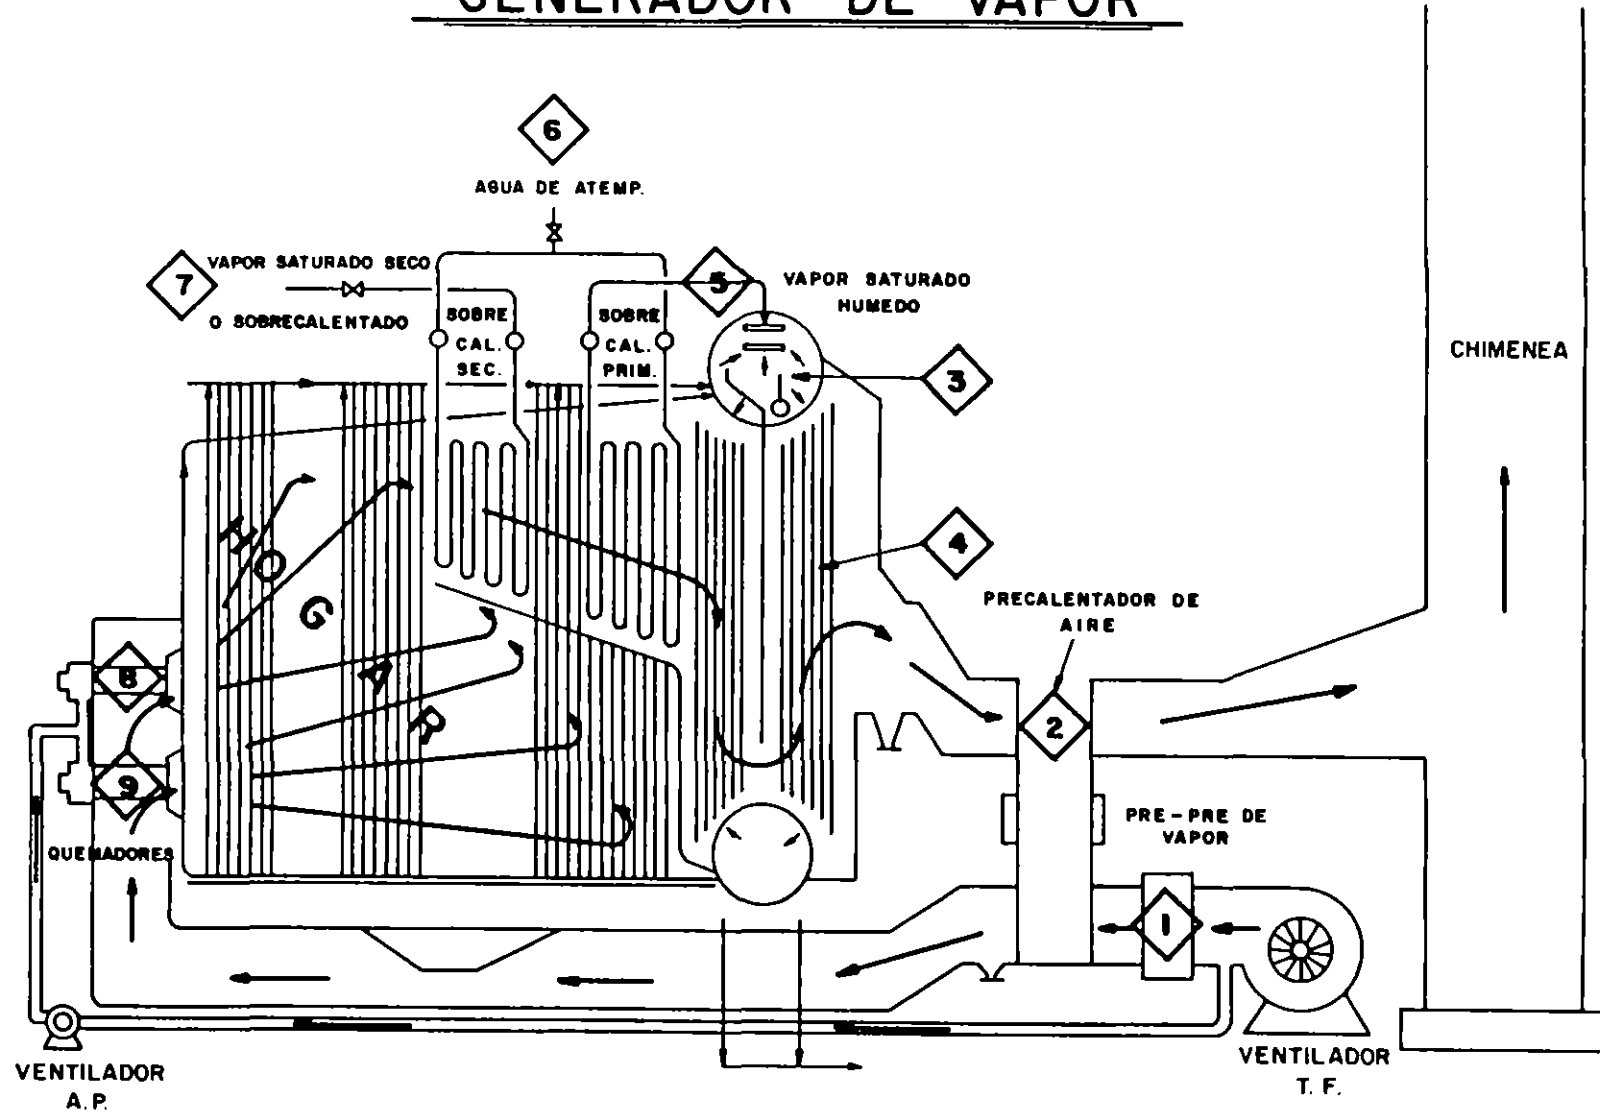 GENERADOR DE VAPOR
6
AGUA DE ATEMP.
7
VAPOR SATURADO SECO
O SOBRECALENTADO
5
VAPOR SATURADO
HUMEDO
SOBRE
CAL.
SEC.
SOBRE
CAL.
PRIM.
3
CHIMENEA
4
HOGAR
PRECALENTADOR DE
AIRE
8
2
9
PRE-PRE DE
VAPOR
QUEMADORES
1
VENTILADOR
A.P.
VENTILADOR
T. F.